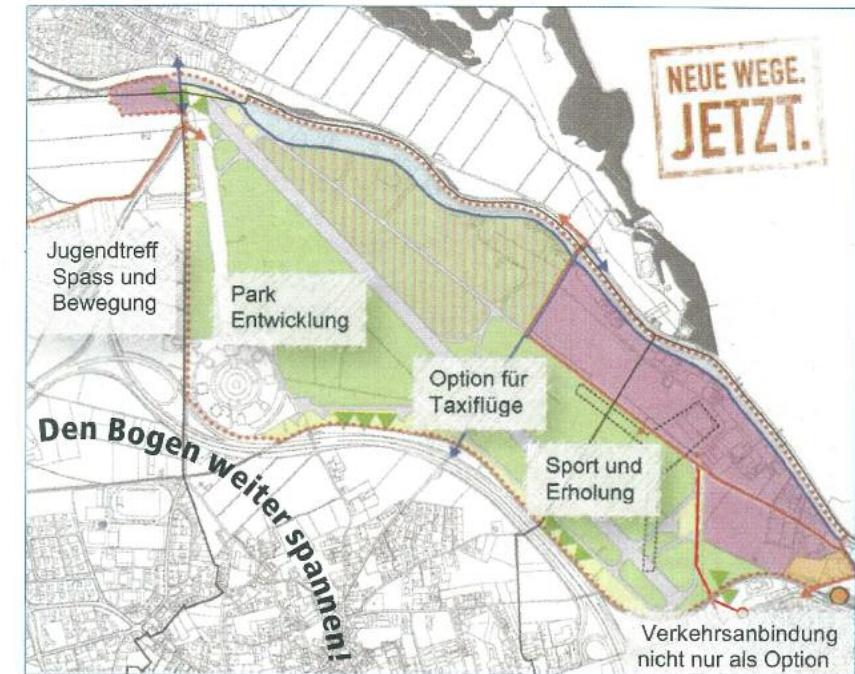 NEUE WEGE.
JETZT.
Jugendtreff
Spass und
Bewegung
Park
Entwicklung
Option für
Taxiflüge
Sport und
Erholung
Den Bogen weiter spannen!
Verkehrsanbindung
nicht nur als Option